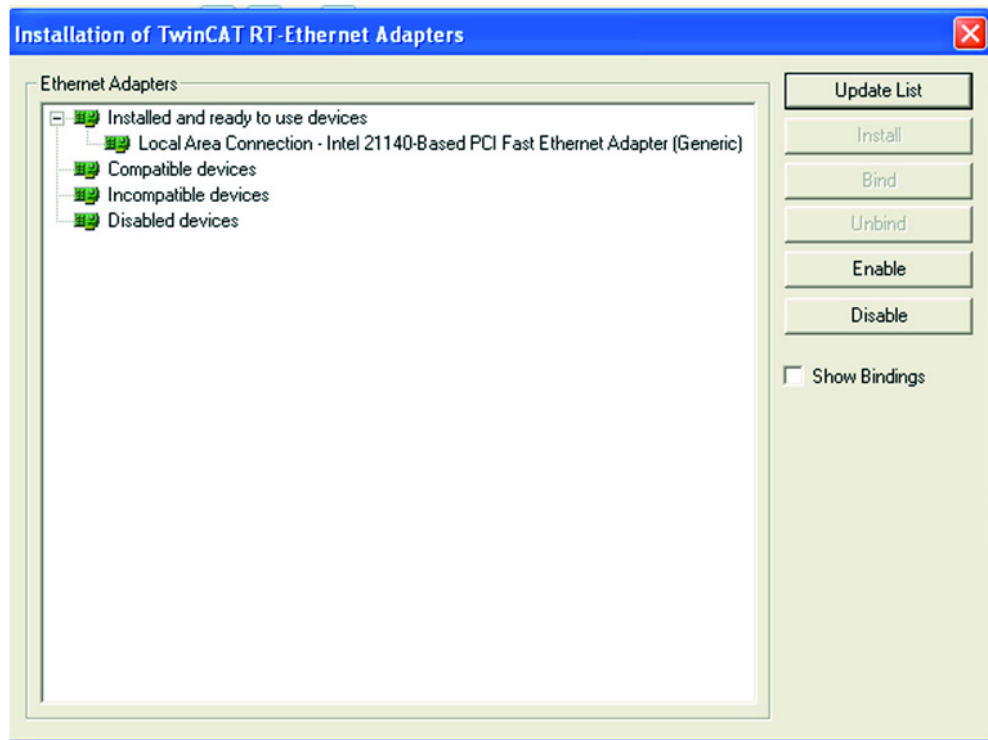 Installation of TwinCAT RT-Ethernet Adapters
Ethernet Adapters
Installed and ready to use devices
Local Area Connection - Intel 21140-Based PCI Fast Ethernet Adapter (Generic)
Compatible devices
Incompatible devices
Disabled devices
Update List
Install
Bind
Unbind
Enable
Disable
Show Bindings